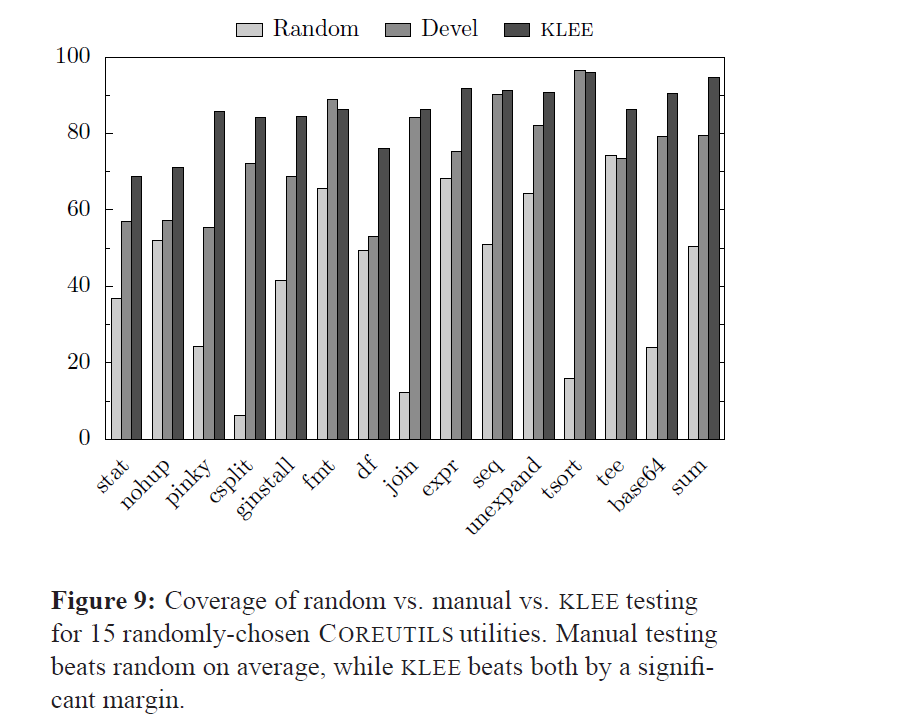 Random Devel KLEE
100
80
60
40
20
0
stat nohup pinky csplit ginstall fmt df join expr seq unexpand tsort tee base64 sum
Figure 9: Coverage of random vs. manual vs. KLEE testing
for 15 randomly-chosen COREUTILS utilities. Manual testing
beats random on average, while KLEE beats both by a signifi-
cant margin.